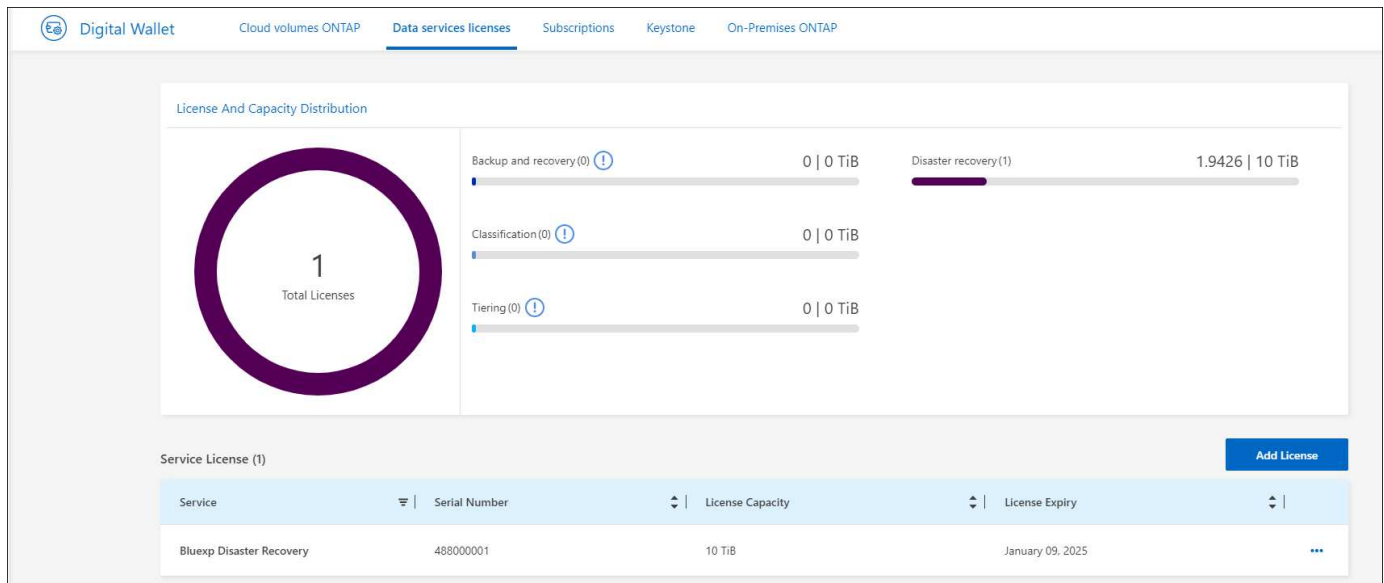 Digital Wallet Cloud volumes ONTAP Data services licenses Subscriptions Keystone On-Premises ONTAP
License And Capacity Distribution
Backup and recovery (0) 0 | 0 TiB Disaster recovery (1) 1.9426 | 10 TiB
Classification (0) 0 | 0 TiB
1
Total Licenses
Tiering (0) 0 | 0 TiB
Service License (1) Add License
Service Serial Number License Capacity License Expiry
Bluexp Disaster Recovery 488000001 10 TiB January 09, 2025